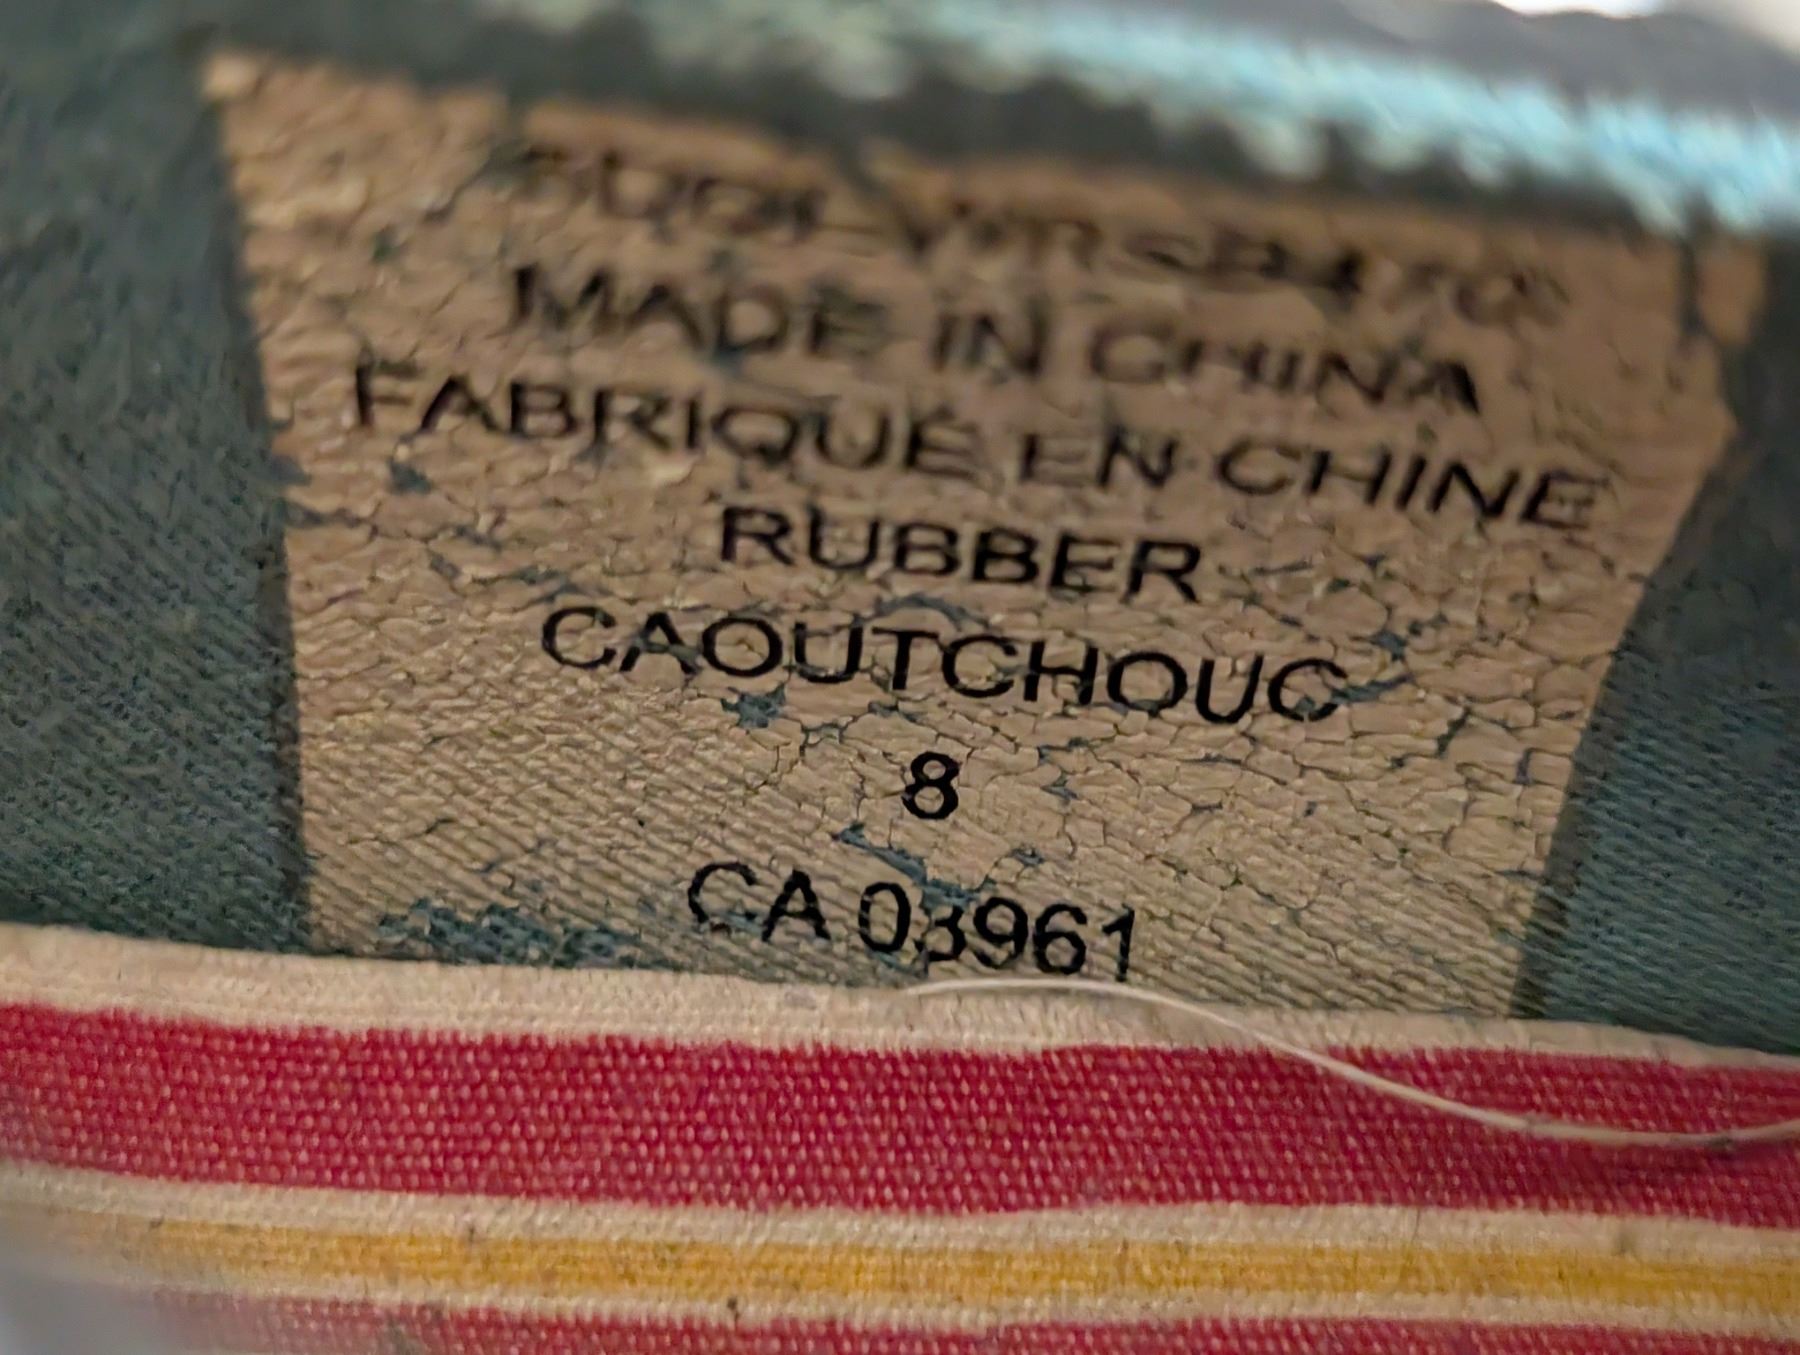 MADE IN CHINA
FABRIQUÉ EN CHINE
RUBBER
CAOUTCHOUC
8
CA 03961